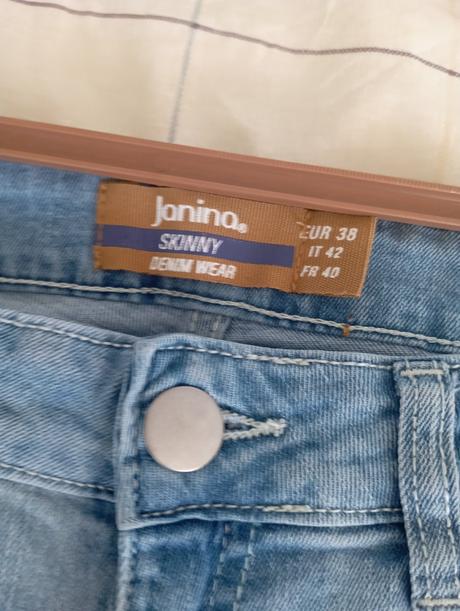 Janina®
SKINNY
DENIM WEAR
EUR 38
IT 42
FR 40